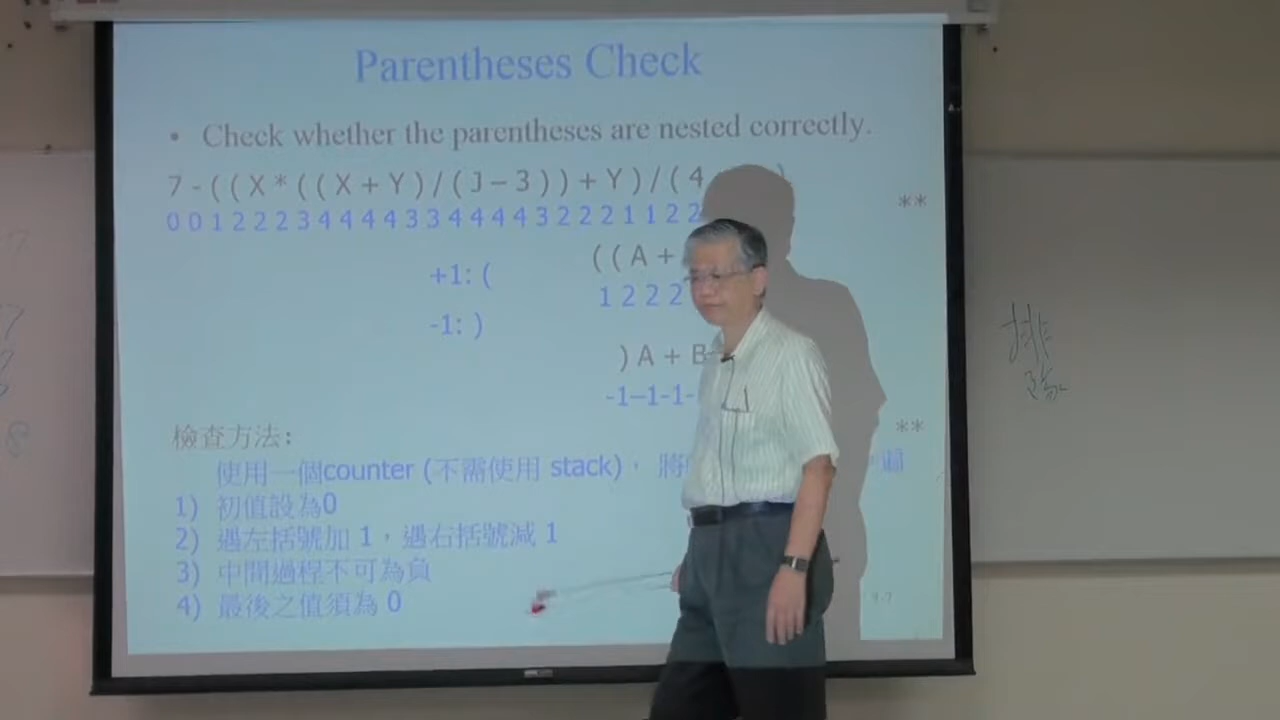 Parentheses Check
• Check whether the parentheses are nested correctly.
7 - ( ( X * ( ( X + Y ) / ( J - 3 ) ) + Y ) / ( 4 )
0 0 1 2 2 2 3 4 4 4 4 3 3 4 4 4 4 3 2 2 2 1 1 2 2
**
( ( A +
+1: (
1 2 2 2
-1: )
) A + B
-1–1-1-
**
檢查方法:
使用一個counter (不需使用 stack)，將
1) 初值設為0
2) 遇左括號加 1，遇右括號減 1
3) 中間過程不可為負
4) 最後之值須為 0
排